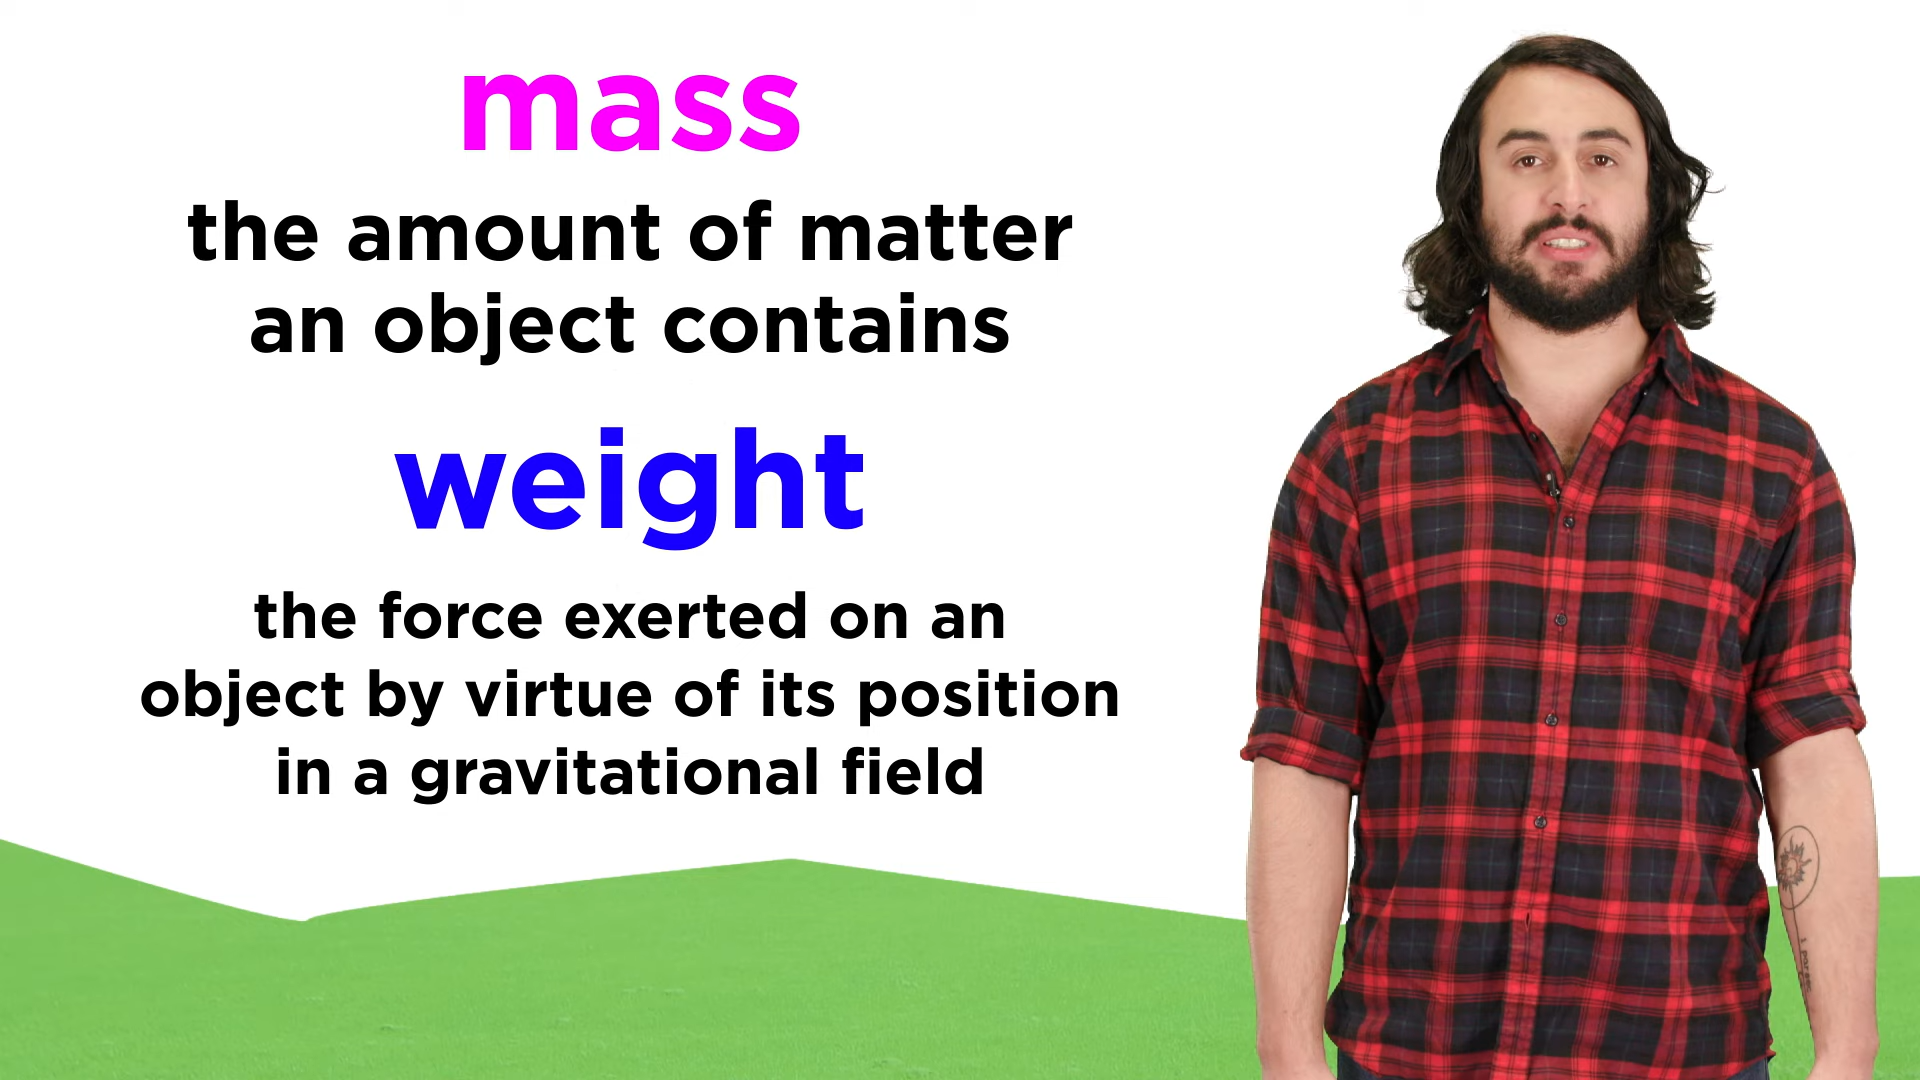 mass
the amount of matter
an object contains
weight
the force exerted on an
object by virtue of its position
in a gravitational field